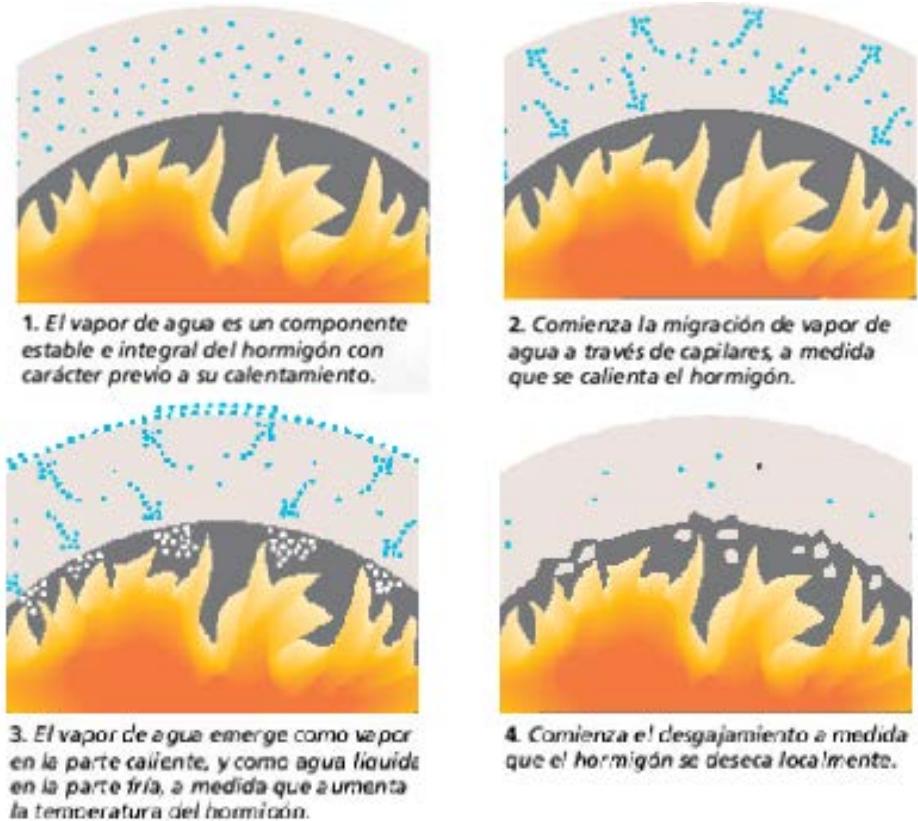 1. El vapor de agua es un componente
estable e integral del hormigón con
carácter previo a su calentamiento.
2. Comienza la migración de vapor de
agua a través de capilares, a medida
que se calienta el hormigón.
3. El vapor de agua emerge como vapor
en la parte caliente, y como agua líquida
en la parte fría, a medida que aumenta
la temperatura del hormigón.
4. Comienza el desgajamiento a medida
que el hormigón se deseca localmente.